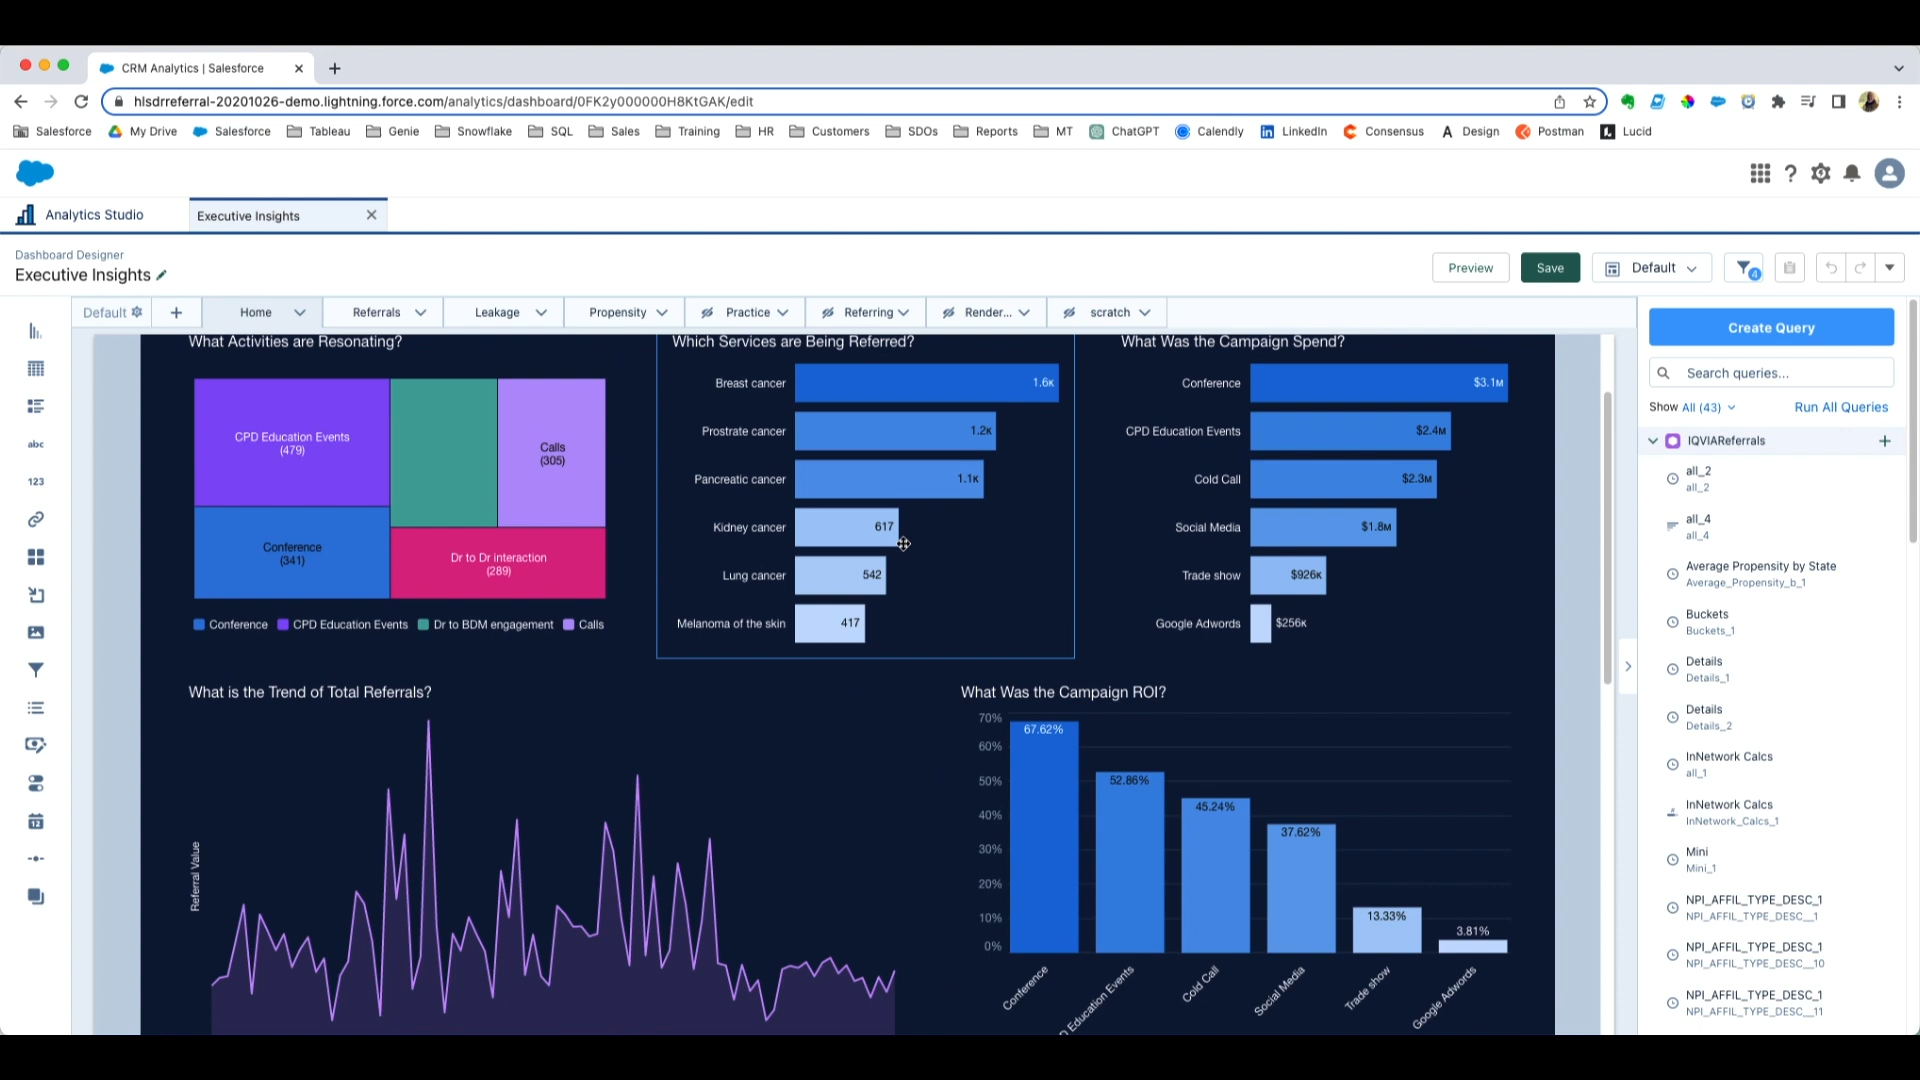 CRM Analytics | Salesforce
hlsdrreferral-20201026-demo.lightning.force.com/analytics/dashboard/0FK2y000000H8KtGAK/edit
Salesforce My Drive Salesforce Tableau Genie Snowflake SQL Sales Training HR Customers SDOs Reports MT ChatGPT Calendly LinkedIn Consensus Design Postman Lucid
Analytics Studio
Executive Insights
Dashboard Designer
Executive Insights
Preview
Save
Default
4
Default
Home
Referrals
Leakage
Propensity
Practice
Referring
Render...
scratch
abc
123
12
What Activities are Resonating?
CPD Education Events
(479)
Calls
(305)
Conference
(341)
Dr to Dr interaction
(289)
Conference CPD Education Events Dr to BDM engagement Calls
Which Services are Being Referred?
Breast cancer 1.6K
Prostrate cancer 1.2K
Pancreatic cancer 1.1K
Kidney cancer 617
Lung cancer 542
Melanoma of the skin 417
What Was the Campaign Spend?
Conference $3.1M
CPD Education Events $2.4M
Cold Call $2.3M
Social Media $1.8M
Trade show $926K
Google Adwords $256K
What is the Trend of Total Referrals?
Referral Value
What Was the Campaign ROI?
70%
60%
50%
40%
30%
20%
10%
0%
67.62%
52.86%
45.24%
37.62%
13.33%
3.81%
Conference
D Education Events
Cold Call
Social Media
Trade show
Google Adwords
Create Query
Search queries...
Show All (43)
Run All Queries
IQVIAReferrals
all_2
all_2
all_4
all_4
Average Propensity by State
Average_Propensity_b_1
Buckets
Buckets_1
Details
Details_1
Details
Details_2
InNetwork Calcs
all_1
InNetwork Calcs
InNetwork_Calcs_1
Mini
Mini_1
NPI_AFFIL_TYPE_DESC_1
NPI_AFFIL_TYPE_DESC__1
NPI_AFFIL_TYPE_DESC_1
NPI_AFFIL_TYPE_DESC__10
NPI_AFFIL_TYPE_DESC_1
NPI_AFFIL_TYPE_DESC__11